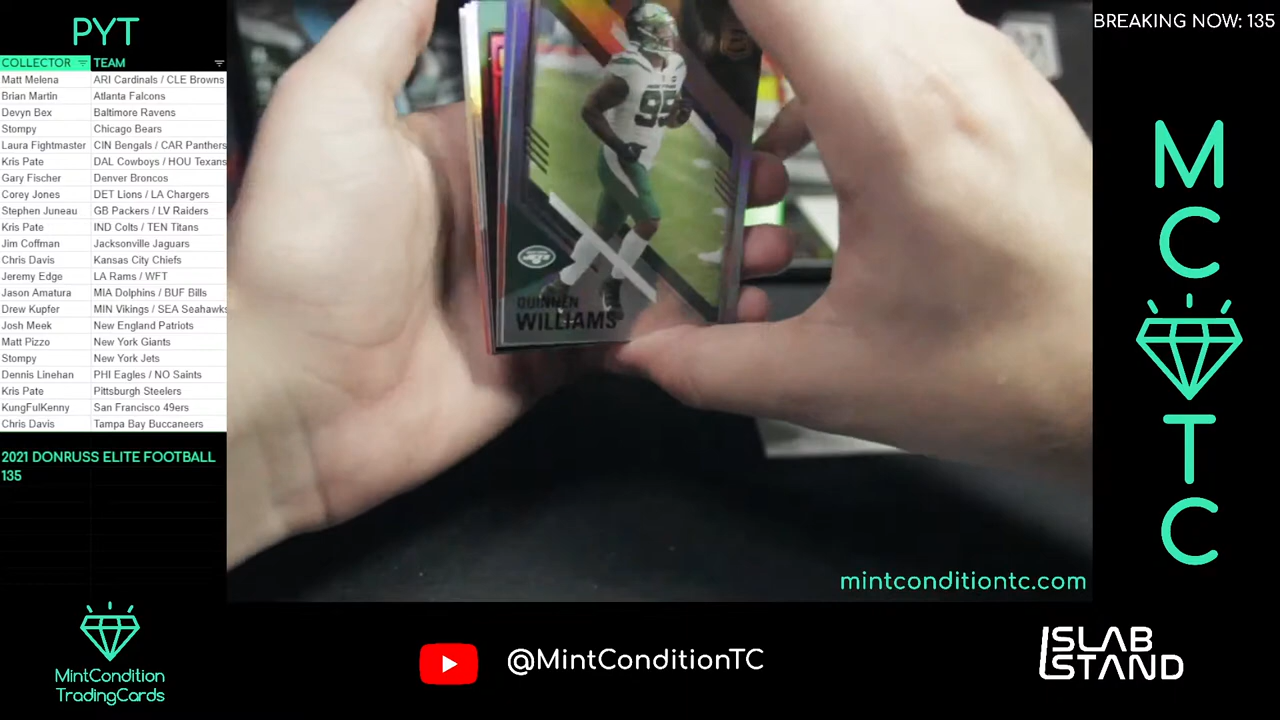 PYT
BREAKING NOW: 135
COLLECTOR TEAM
Matt Melena ARI Cardinals / CLE Browns
Brian Martin Atlanta Falcons
Devyn Bex Baltimore Ravens
Stompy Chicago Bears
Laura Fightmaster CIN Bengals / CAR Panthers
Kris Pate DAL Cowboys / HOU Texans
Gary Fischer Denver Broncos
Corey Jones DET Lions / LA Chargers
Stephen Juneau GB Packers / LV Raiders
Kris Pate IND Colts / TEN Titans
Jim Coffman Jacksonville Jaguars
Chris Davis Kansas City Chiefs
Jeremy Edge LA Rams / WFT
Jason Amatura MIA Dolphins / BUF Bills
Drew Kupfer MIN Vikings / SEA Seahawks
Josh Meek New England Patriots
Matt Pizzo New York Giants
Stompy New York Jets
Dennis Linehan PHI Eagles / NO Saints
Kris Pate Pittsburgh Steelers
KungFulKenny San Francisco 49ers
Chris Davis Tampa Bay Buccaneers
2021 DONRUSS ELITE FOOTBALL
135
95
QUINNEN
WILLIAMS
M
C
T
C
mintconditiontc.com
MintCondition
TradingCards
@MintConditionTC
SLAB
STAND